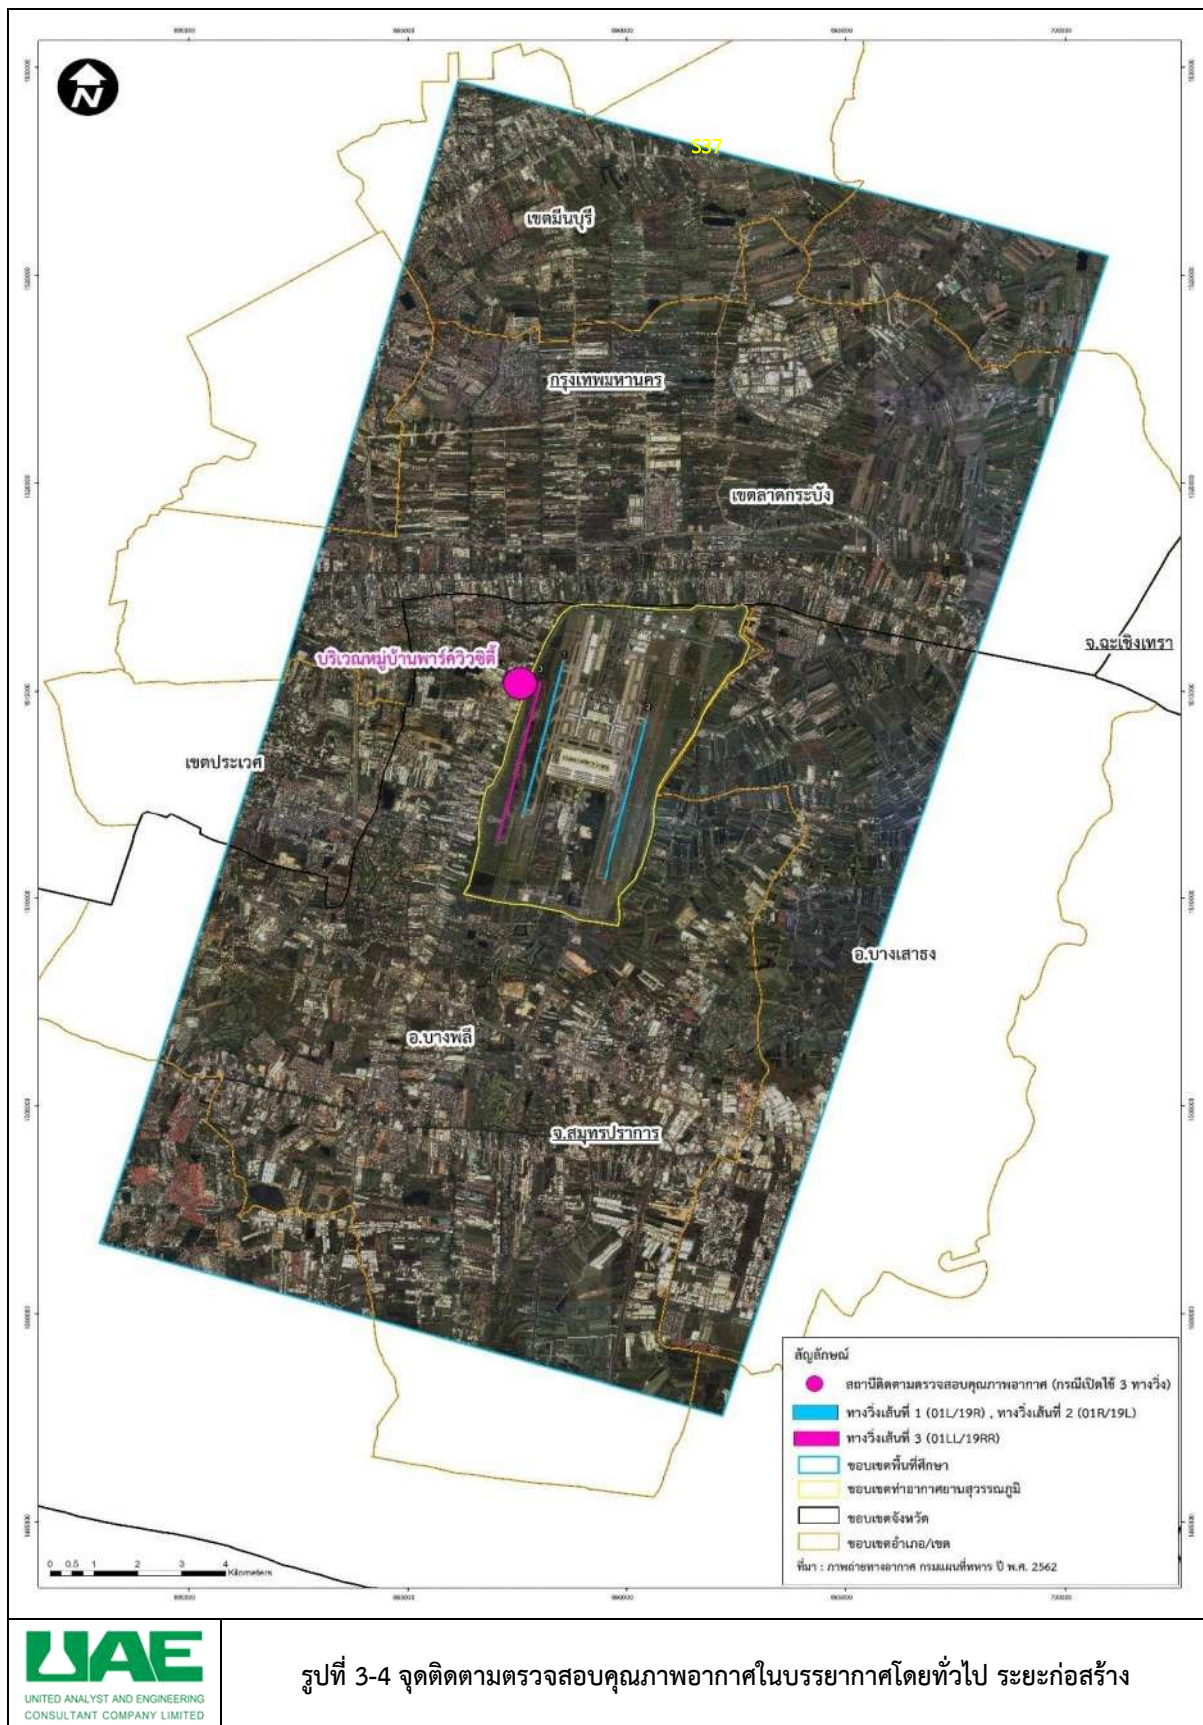 N
S37
เขตมีนบุรี
กรุงเทพมหานคร
เขตลาดกระบัง
จ.ฉะเชิงเทรา
บริเวณหมู่บ้านพาร์ควิวซิตี้
3
1
2
เขตประเวศ
อ.บางเสาธง
อ.บางพลี
จ.สมุทรปราการ
สัญลักษณ์
สถานีติดตามตรวจสอบคุณภาพอากาศ (กรณีเปิดใช้ 3 ทางวิ่ง)
ทางวิ่งเส้นที่ 1 (01L/19R) , ทางวิ่งเส้นที่ 2 (01R/19L)
ทางวิ่งเส้นที่ 3 (01LL/19RR)
ขอบเขตพื้นที่ศึกษา
ขอบเขตท่าอากาศยานสุวรรณภูมิ
ขอบเขตจังหวัด
ขอบเขตอำเภอ/เขต
ที่มา : ภาพถ่ายทางอากาศ กรมแผนที่ทหาร ปี พ.ศ. 2562
0 0.5 1 2 3 4
Kilometers
UAE
UNITED ANALYST AND ENGINEERING
CONSULTANT COMPANY LIMITED
รูปที่ 3-4 จุดติดตามตรวจสอบคุณภาพอากาศในบรรยากาศโดยทั่วไป ระยะก่อสร้าง